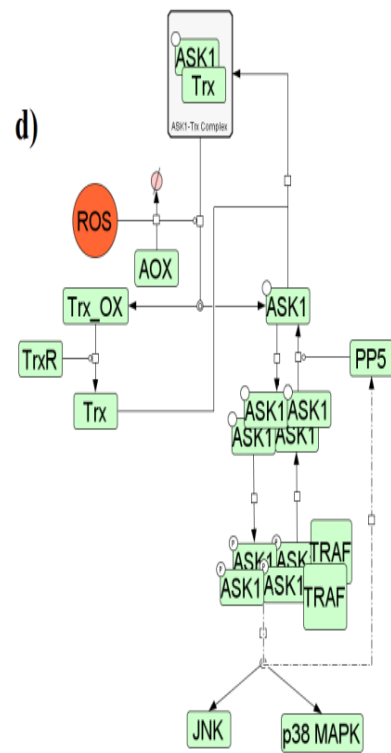 ASK1
Trx
ASK1-Trx Complex
d)
ROS
AOX
Trx_OX
ASK1
TrxR
PP5
Trx
ASK1
ASK1
ASK1
ASK1
P
P
ASK1
ASK
TRAF
P
P
ASK1
ASK1
TRAF
JNK
p38 MAPK